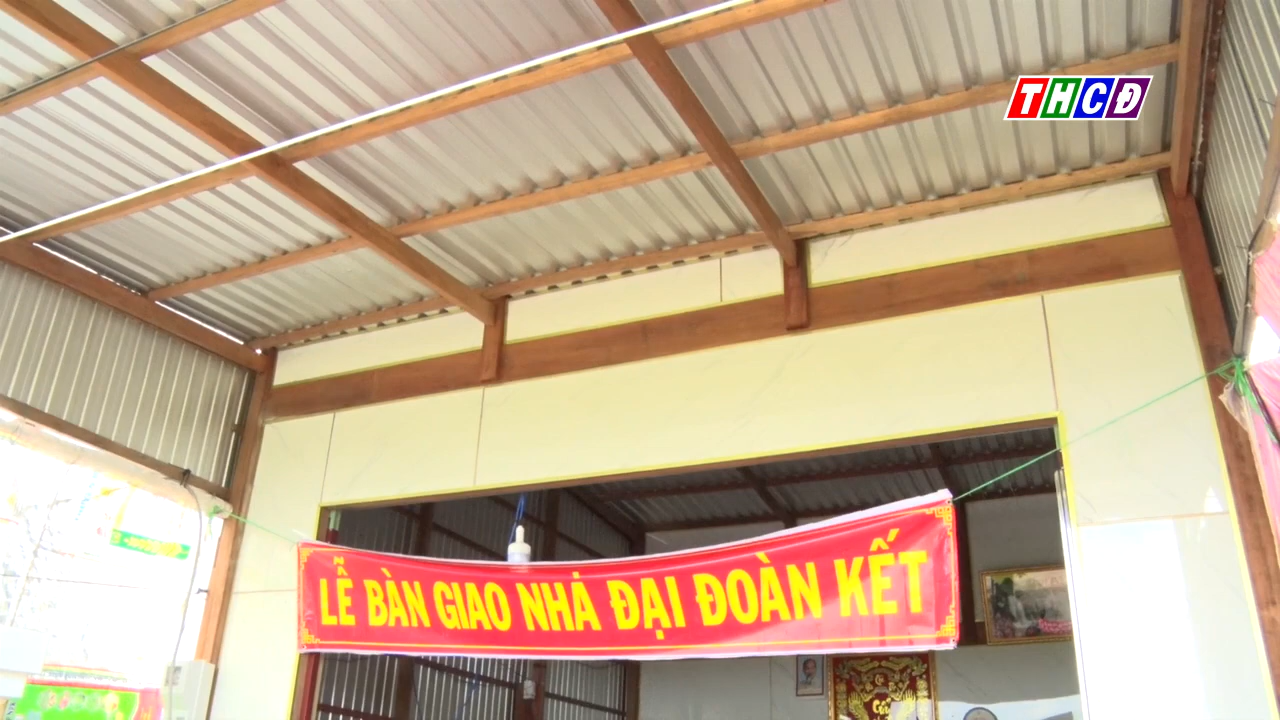 THCĐ
LỄ BÀN GIAO NHÀ ĐẠI ĐOÀN KẾT